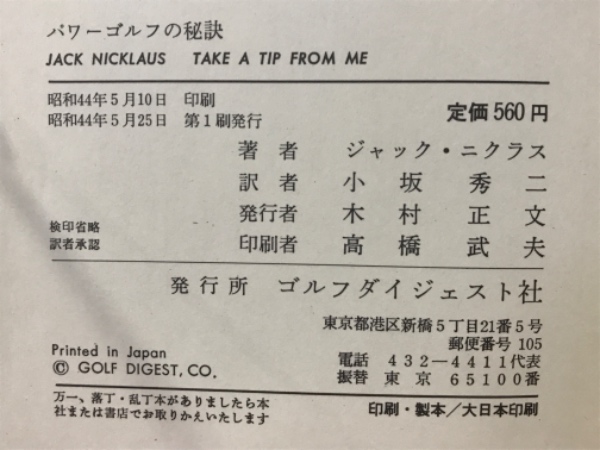 パワーゴルフの秘訣
JACK NICKLAUS TAKE A TIP FROM ME
昭和44年5月10日 印刷
昭和44年5月25日 第1刷発行
定価560円
著者 ジャック・ニクラス
訳者 小坂秀二
発行者 木村正文
印刷者 高橋武夫
検印省略
訳者承認
発行所 ゴルフダイジェスト社
東京都港区新橋5丁目21番5号
郵便番号 105
電話 432-4411代表
振替 東京 65100番
Printed in Japan
© GOLF DIGEST, CO.
万一、落丁・乱丁本がありましたら本
社または書店でお取りかえいたします
印刷・製本/大日本印刷